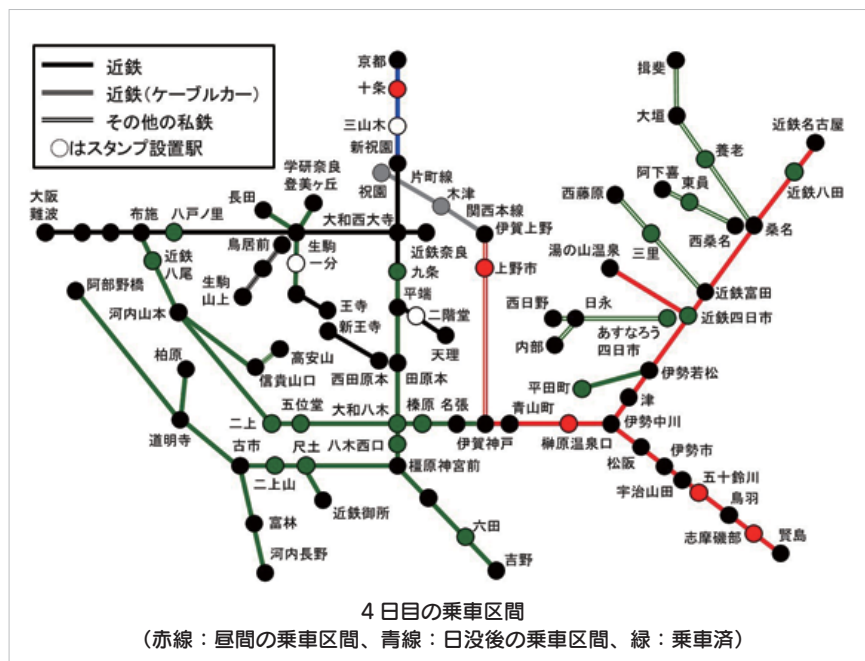 近鉄
近鉄(ケーブルカー)
その他の私鉄
○はスタンプ設置駅
京都
十条
三山木
新祝園
片町線
祝園
木津
関西本線
伊賀上野
上野市
学研奈良
登美ヶ丘
長田
大阪
難波
布施
八戸ノ里
大和西大寺
近鉄奈良
鳥居前
生駒
一分
生駒
山上
近鉄
八尾
九条
平端
二階堂
天理
王寺
新王寺
西田原本
田原本
阿部野橋
河内山本
高安山
信貴山口
柏原
道明寺
二上
五位堂
大和八木
榛原
名張
八木西口
伊賀神戸
青山町
榊原温泉口
伊勢中川
古市
二上山
尺土
橿原神宮前
近鉄御所
富林
河内長野
六田
吉野
揖斐
大垣
養老
近鉄名古屋
近鉄八田
阿下喜
東員
西桑名
桑名
西藤原
三里
近鉄富田
湯の山温泉
近鉄四日市
西日野
日永
あすなろう
四日市
内部
伊勢若松
平田町
津
松阪
伊勢市
宇治山田
五十鈴川
鳥羽
志摩磯部
賢島
4日目の乗車区間
(赤線:昼間の乗車区間、青線:日没後の乗車区間、緑:乗車済)